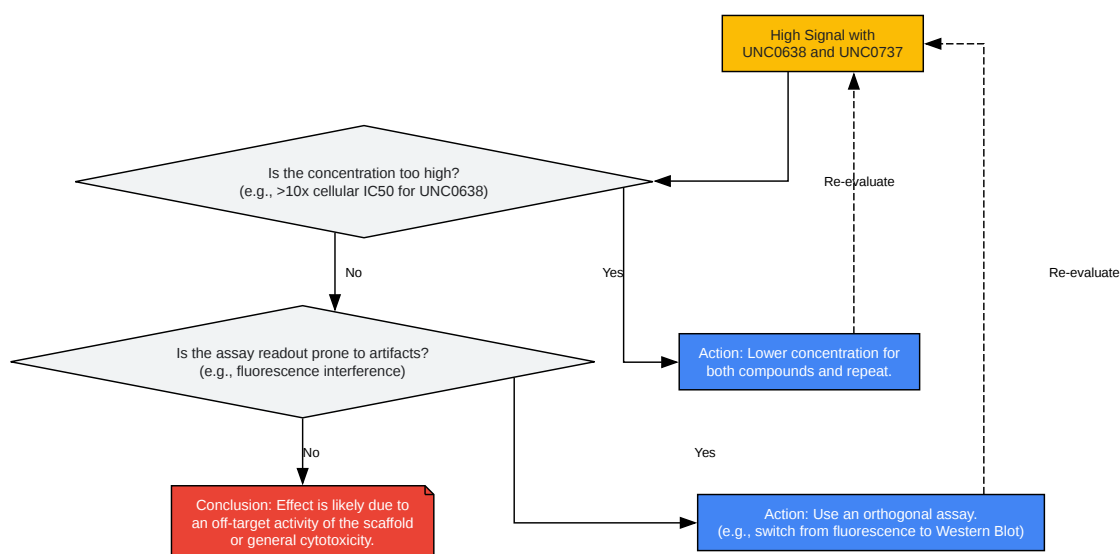 High Signal with
UNC0638 and UNC0737
Is the concentration too high?
(e.g., >10x cellular IC50 for UNC0638)
Re-evaluate
No
Yes
Re-evaluate
Is the assay readout prone to artifacts?
(e.g., fluorescence interference)
Action: Lower concentration for
both compounds and repeat.
No
Yes
Conclusion: Effect is likely due to
an off-target activity of the scaffold
or general cytotoxicity.
Action: Use an orthogonal assay.
(e.g., switch from fluorescence to Western Blot)